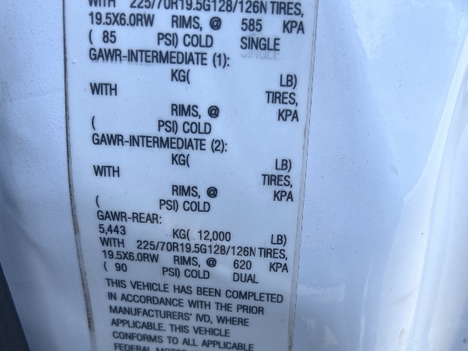 WITH 225/70R19.5G128/126N TIRES,
19.5X6.0RW RIMS, @ 585 KPA
( 85 PSI) COLD SINGLE
GAWR-INTERMEDIATE (1):
KG( LB)
WITH TIRES,
RIMS, @ KPA
( PSI) COLD
GAWR-INTERMEDIATE (2):
KG( LB)
WITH TIRES,
RIMS, @ KPA
( PSI) COLD
GAWR-REAR:
5,443 KG( 12,000 LB)
WITH 225/70R19.5G128/126N TIRES,
19.5X6.0RW RIMS, @ 620 KPA
( 90 PSI) COLD DUAL
THIS VEHICLE HAS BEEN COMPLETED
IN ACCORDANCE WITH THE PRIOR
MANUFACTURERS' IVD, WHERE
APPLICABLE. THIS VEHICLE
CONFORMS TO ALL APPLICABLE
FEDERAL MOTOR